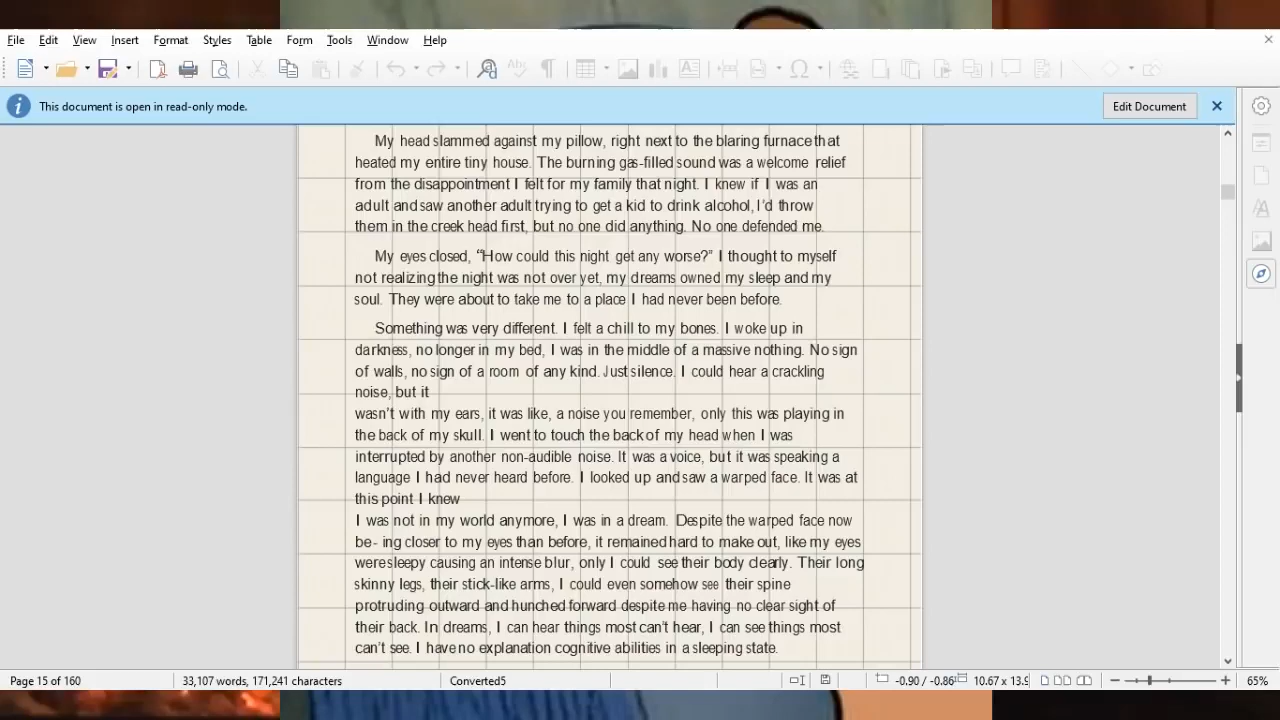 File Edit View Insert Format Styles Table Form Tools Window Help
This document is open in read-only mode.
Edit Document
My head slammed against my pillow, right next to the blaring furnace that
heated my entire tiny house. The burning gas-filled sound was a welcome relief
from the disappointment I felt for my family that night. I knew if I was an
adult and saw another adult trying to get a kid to drink alcohol, I'd throw
them in the creek head first, but no one did anything. No one defended me.
My eyes closed, “How could this night get any worse?” I thought to myself
not realizing the night was not over yet, my dreams owned my sleep and my
soul. They were about to take me to a place I had never been before.
Something was very different. I felt a chill to my bones. I woke up in
darkness, no longer in my bed, I was in the middle of a massive nothing. No sign
of walls, no sign of a room of any kind. Just silence. I could hear a crackling
noise, but it
wasn't with my ears, it was like, a noise you remember, only this was playing in
the back of my skull. I went to touch the back of my head when I was
interrupted by another non-audible noise. It was a voice, but it was speaking a
language I had never heard before. I looked up and saw a warped face. It was at
this point I knew
I was not in my world anymore, I was in a dream. Despite the warped face now
be- ing closer to my eyes than before, it remained hard to make out, like my eyes
were sleepy causing an intense blur, only I could see their body clearly. Their long
skinny legs, their stick-like arms, I could even somehow see their spine
protruding outward and hunched forward despite me having no clear sight of
their back. In dreams, I can hear things most can't hear, I can see things most
can't see. I have no explanation cognitive abilities in a sleeping state.
Page 15 of 160 33,107 words, 171,241 characters Converted5 -0.90 / -0.86 10.67 x 13.9 65%